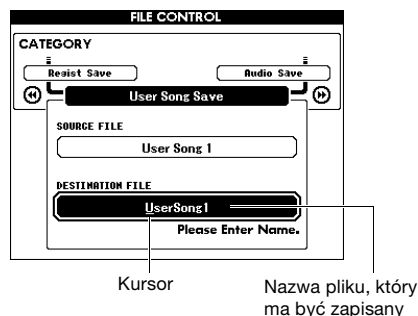 FILE CONTROL
CATEGORY
Regist Save
Audio Save
User Song Save
SOURCE FILE
User Song 1
DESTINATION FILE
UserSong1
Please Enter Name.
Kursor
Nazwa pliku, który
ma być zapisany